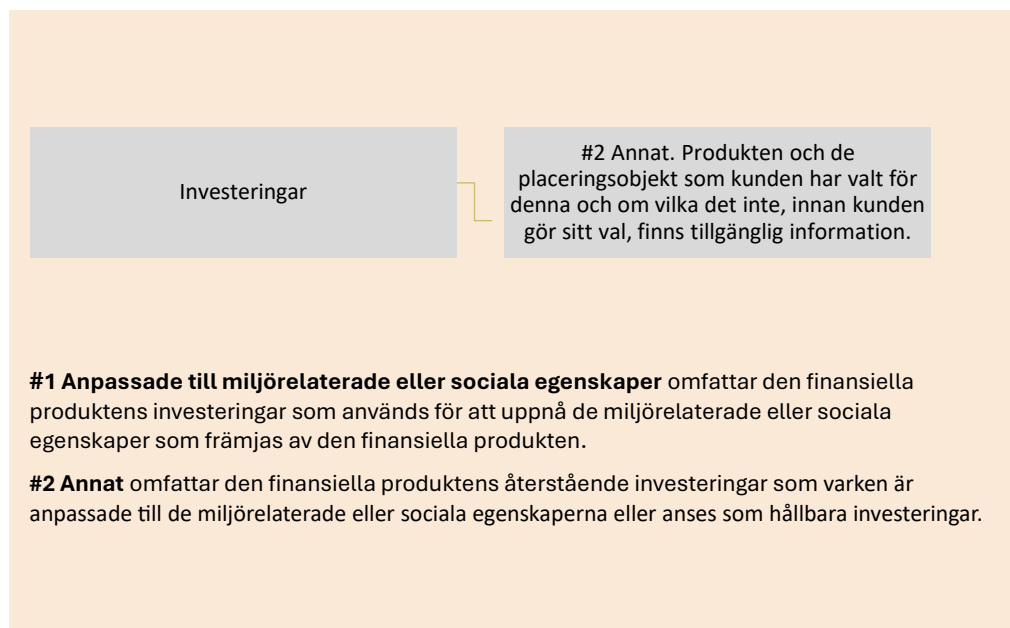 Investeringar
#2 Annat. Produkten och de
placeringsobjekt som kunden har valt för
denna och om vilka det inte, innan kunden
gör sitt val, finns tillgänglig information.
#1 Anpassade till miljörelaterade eller sociala egenskaper omfattar den finansiella
produktens investeringar som används för att uppnå de miljörelaterade eller sociala
egenskaper som främjas av den finansiella produkten.
#2 Annat omfattar den finansiella produktens återstående investeringar som varken är
anpassade till de miljörelaterade eller sociala egenskaperna eller anses som hållbara investeringar.